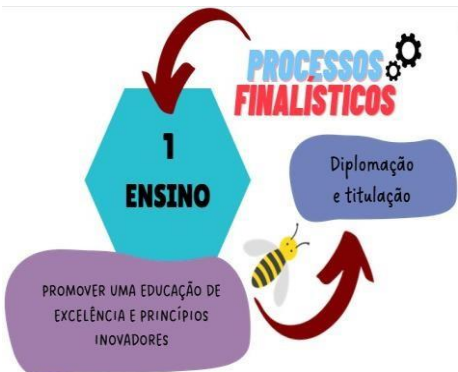 PROCESSOS
FINALÍSTICOS
1
ENSINO
Diplomação
e titulação
PROMOVER UMA EDUCAÇÃO DE
EXCELÊNCIA E PRINCÍPIOS
INOVADORES